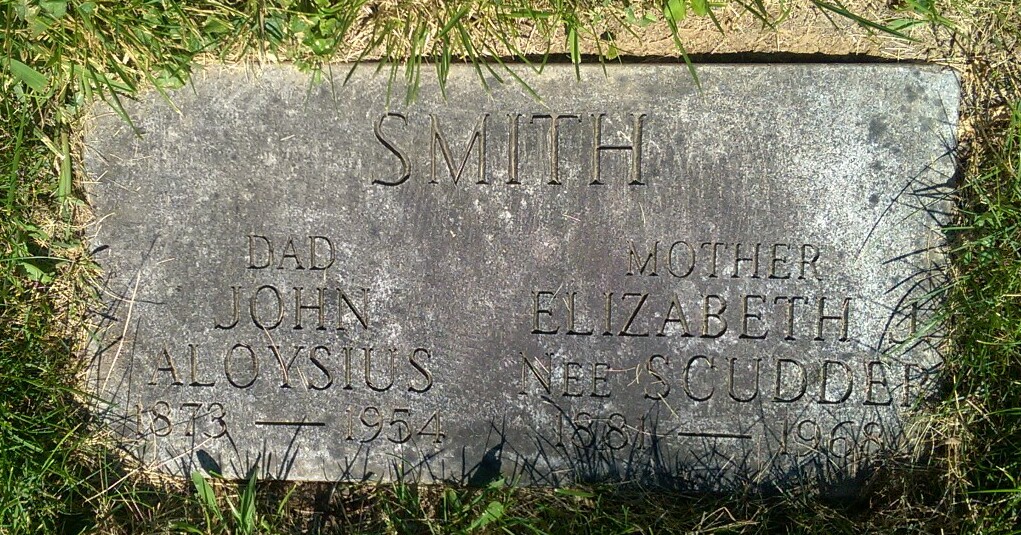 SMITH
DAD
JOHN
ALOYSIUS
1873 — 1954
MOTHER
ELIZABETH J
NEE SCUDDER
1881 — 1968